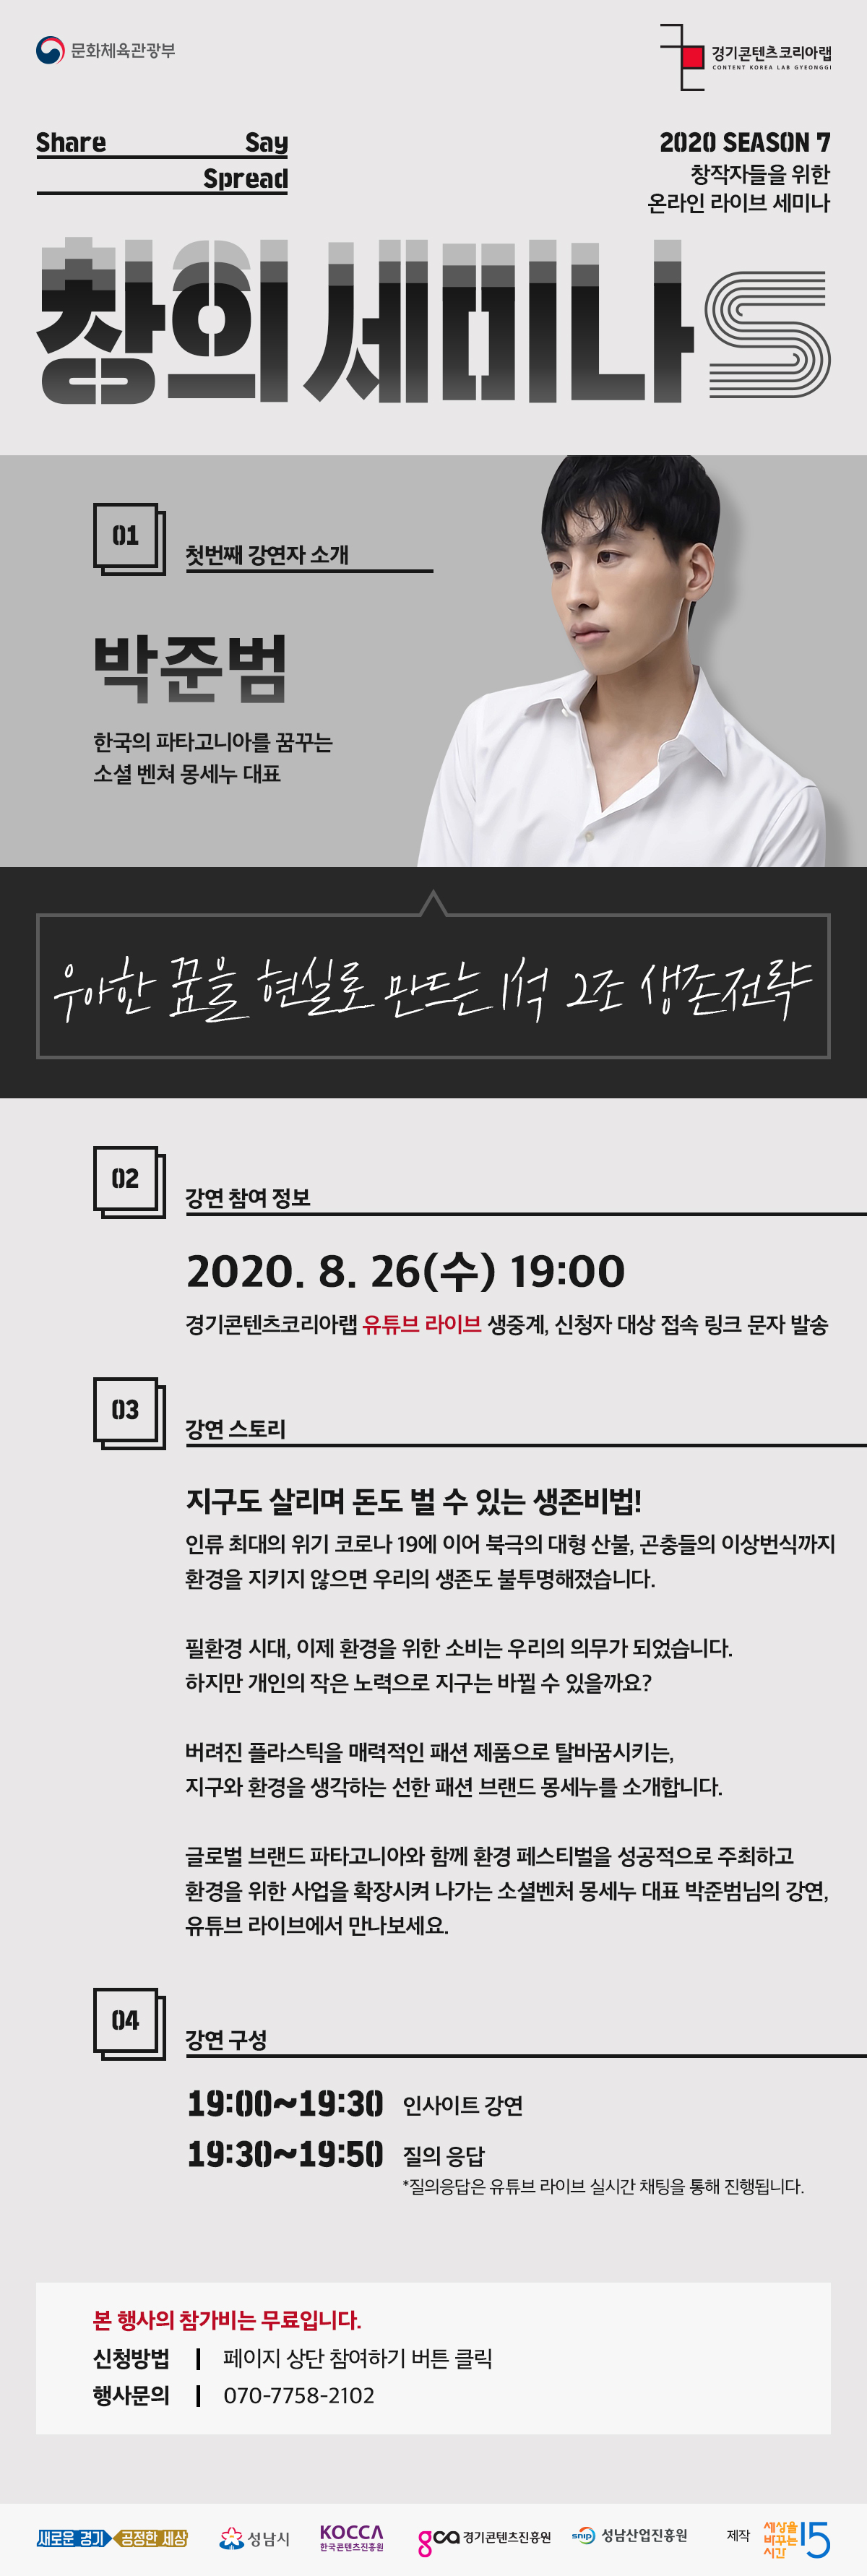 문화체육관광부
경기콘텐츠코리아랩
CONTENT KOREA LAB GYEONGGI
Share Say
Spread
2020 SEASON 7
창작자들을 위한
온라인 라이브 세미나
창의세미나S
01
첫번째 강연자 소개
박준범
한국의 파타고니아를 꿈꾸는
소셜 벤쳐 몽세누 대표
우아한 꿈을 현실로 만드는 1석 2조 생존전략
02
강연 참여 정보
2020. 8. 26(수) 19:00
경기콘텐츠코리아랩 유튜브 라이브 생중계, 신청자 대상 접속 링크 문자 발송
03
강연 스토리
지구도 살리며 돈도 벌 수 있는 생존비법!
인류 최대의 위기 코로나 19에 이어 북극의 대형 산불, 곤충들의 이상번식까지
환경을 지키지 않으면 우리의 생존도 불투명해졌습니다.
필환경 시대, 이제 환경을 위한 소비는 우리의 의무가 되었습니다.
하지만 개인의 작은 노력으로 지구는 바뀔 수 있을까요?
버려진 플라스틱을 매력적인 패션 제품으로 탈바꿈시키는,
지구와 환경을 생각하는 선한 패션 브랜드 몽세누를 소개합니다.
글로벌 브랜드 파타고니아와 함께 환경 페스티벌을 성공적으로 주최하고
환경을 위한 사업을 확장시켜 나가는 소셜벤처 몽세누 대표 박준범님의 강연,
유튜브 라이브에서 만나보세요.
04
강연 구성
19:00~19:30 인사이트 강연
19:30~19:50 질의 응답
*질의응답은 유튜브 라이브 실시간 채팅을 통해 진행됩니다.
본 행사의 참가비는 무료입니다.
신청방법 | 페이지 상단 참여하기 버튼 클릭
행사문의 | 070-7758-2102
새로운 경기 공정한 세상
성남시
KOCCA
한국콘텐츠진흥원
gca 경기콘텐츠진흥원
snip 성남산업진흥원
제작
세상을
바꾸는
시간
15